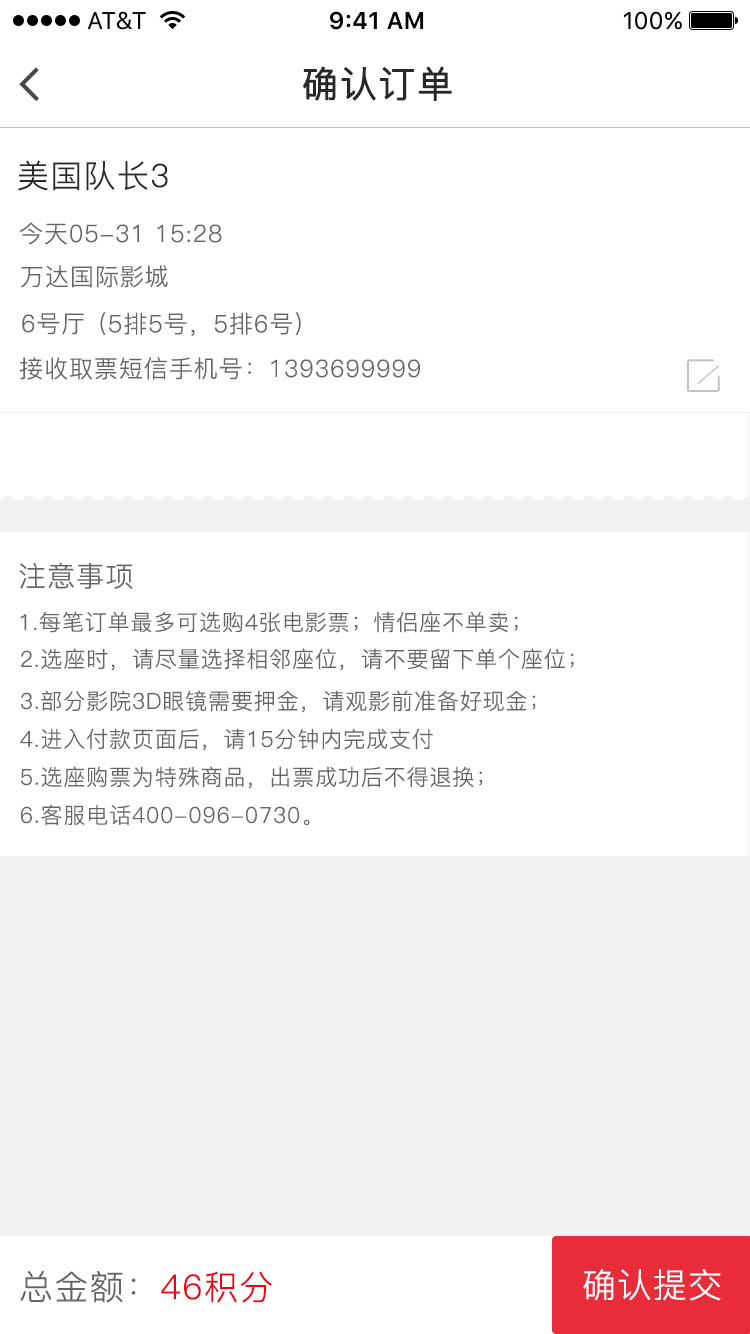 AT&T 9:41 AM 100%
确认订单
美国队长3
今天05-31 15:28
万达国际影城
6号厅（5排5号，5排6号）
接收取票短信手机号：1393699999
注意事项
1.每笔订单最多可选购4张电影票；情侣座不单卖；
2.选座时，请尽量选择相邻座位，请不要留下单个座位；
3.部分影院3D眼镜需要押金，请观影前准备好现金；
4.进入付款页面后，请15分钟内完成支付
5.选座购票为特殊商品，出票成功后不得退换；
6.客服电话400-096-0730。
总金额：46积分 确认提交